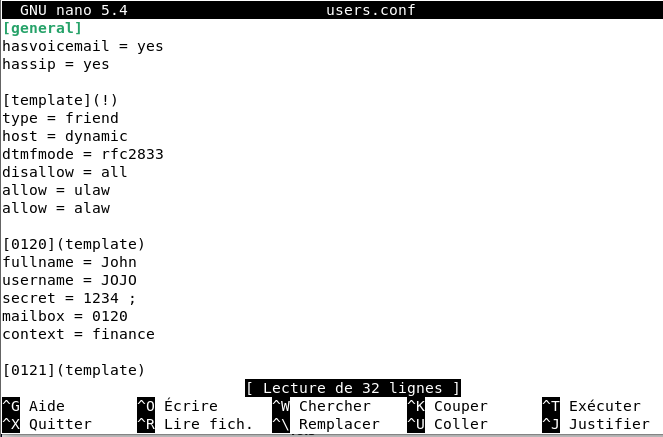 GNU nano 5.4 users.conf
[general]
hasvoicemail = yes
hassip = yes
[template](!)
type = friend
host = dynamic
dtmfmode = rfc2833
disallow = all
allow = ulaw
allow = alaw
[0120](template)
fullname = John
username = JOJO
secret = 1234 ;
mailbox = 0120
context = finance
[0121](template)
[ Lecture de 32 lignes ]
^G Aide ^O Écrire ^W Chercher ^K Couper ^T Exécuter
^X Quitter ^R Lire fich. ^\ Remplacer ^U Coller ^J Justifier